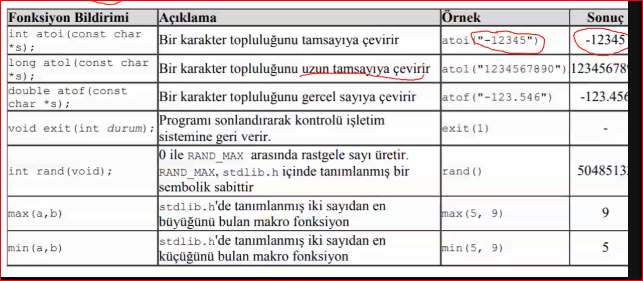 Fonksiyon Bildirimi Açıklama Örnek Sonuç
int atoi(const char
*s);
Bir karakter topluluğunu tamsayıya çevirir atoi("-12345") -12345
long atol(const char
*s);
Bir karakter topluluğunu uzun tamsayıya çevirir atol("1234567890") 123456789
double atof(const
char *s);
Bir karakter topluluğunu gercel sayıya çevirir atof("-123.546") -123.456
void exit(int durum);
Programı sonlandırarak kontrolü işletim
sistemine geri verir.
exit(1) -
int rand(void);
0 ile RAND_MAX arasında rastgele sayı üretir.
RAND_MAX, stdlib.h içinde tanımlanmış bir
sembolik sabittir
rand() 5048513
max(a,b)
stdlib.h'de tanımlanmış iki sayıdan en
büyüğünü bulan makro fonksiyon
max(5, 9) 9
min(a,b)
stdlib.h'de tanımlanmış iki sayıdan en
küçüğünü bulan makro fonksiyon
min(5, 9) 5